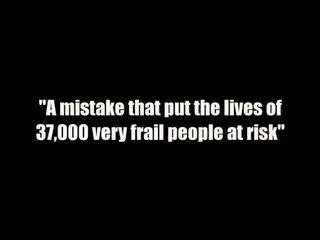 "A mistake that put the lives of
37,000 very frail people at risk"